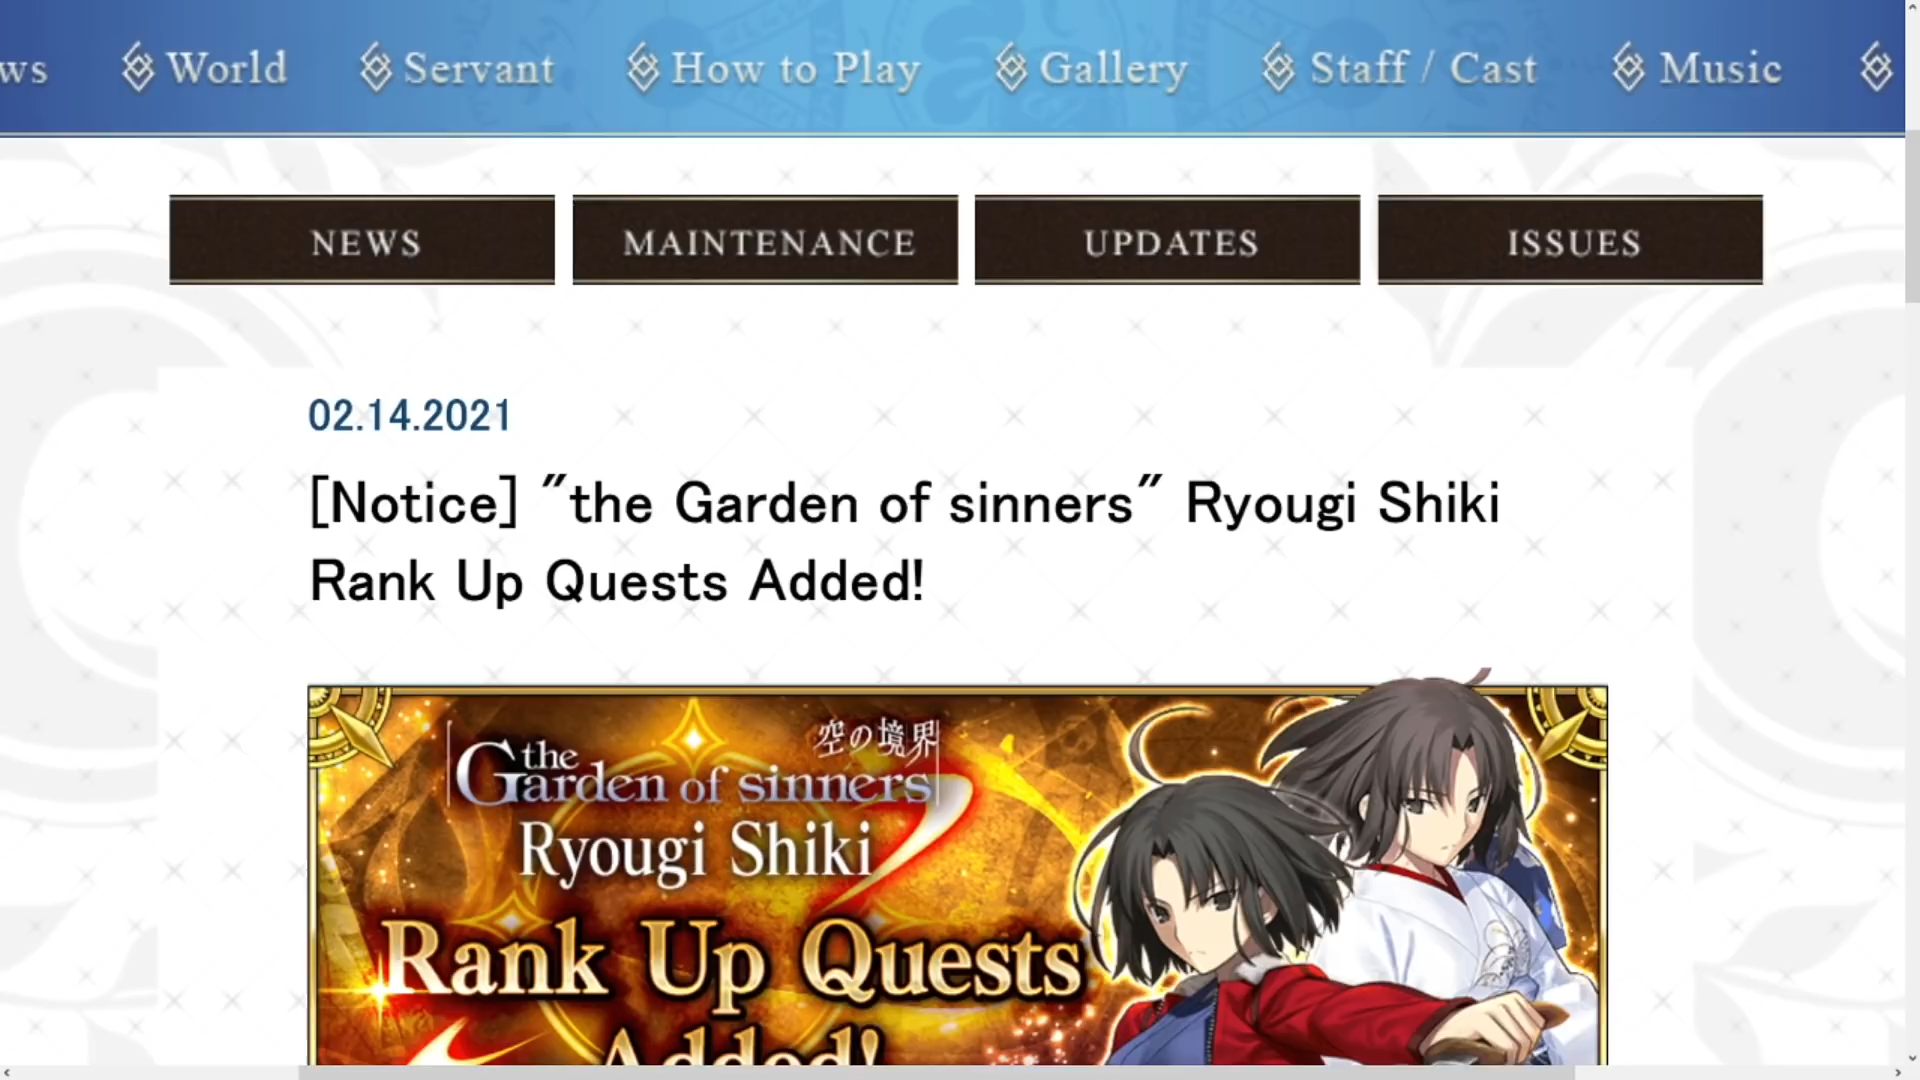 ws World Servant How to Play Gallery Staff / Cast Music
NEWS MAINTENANCE UPDATES ISSUES
02.14.2021
[Notice] "the Garden of sinners" Ryougi Shiki
Rank Up Quests Added!
空の境界
the
Garden of sinners
Ryougi Shiki
Rank Up Quests
Added!